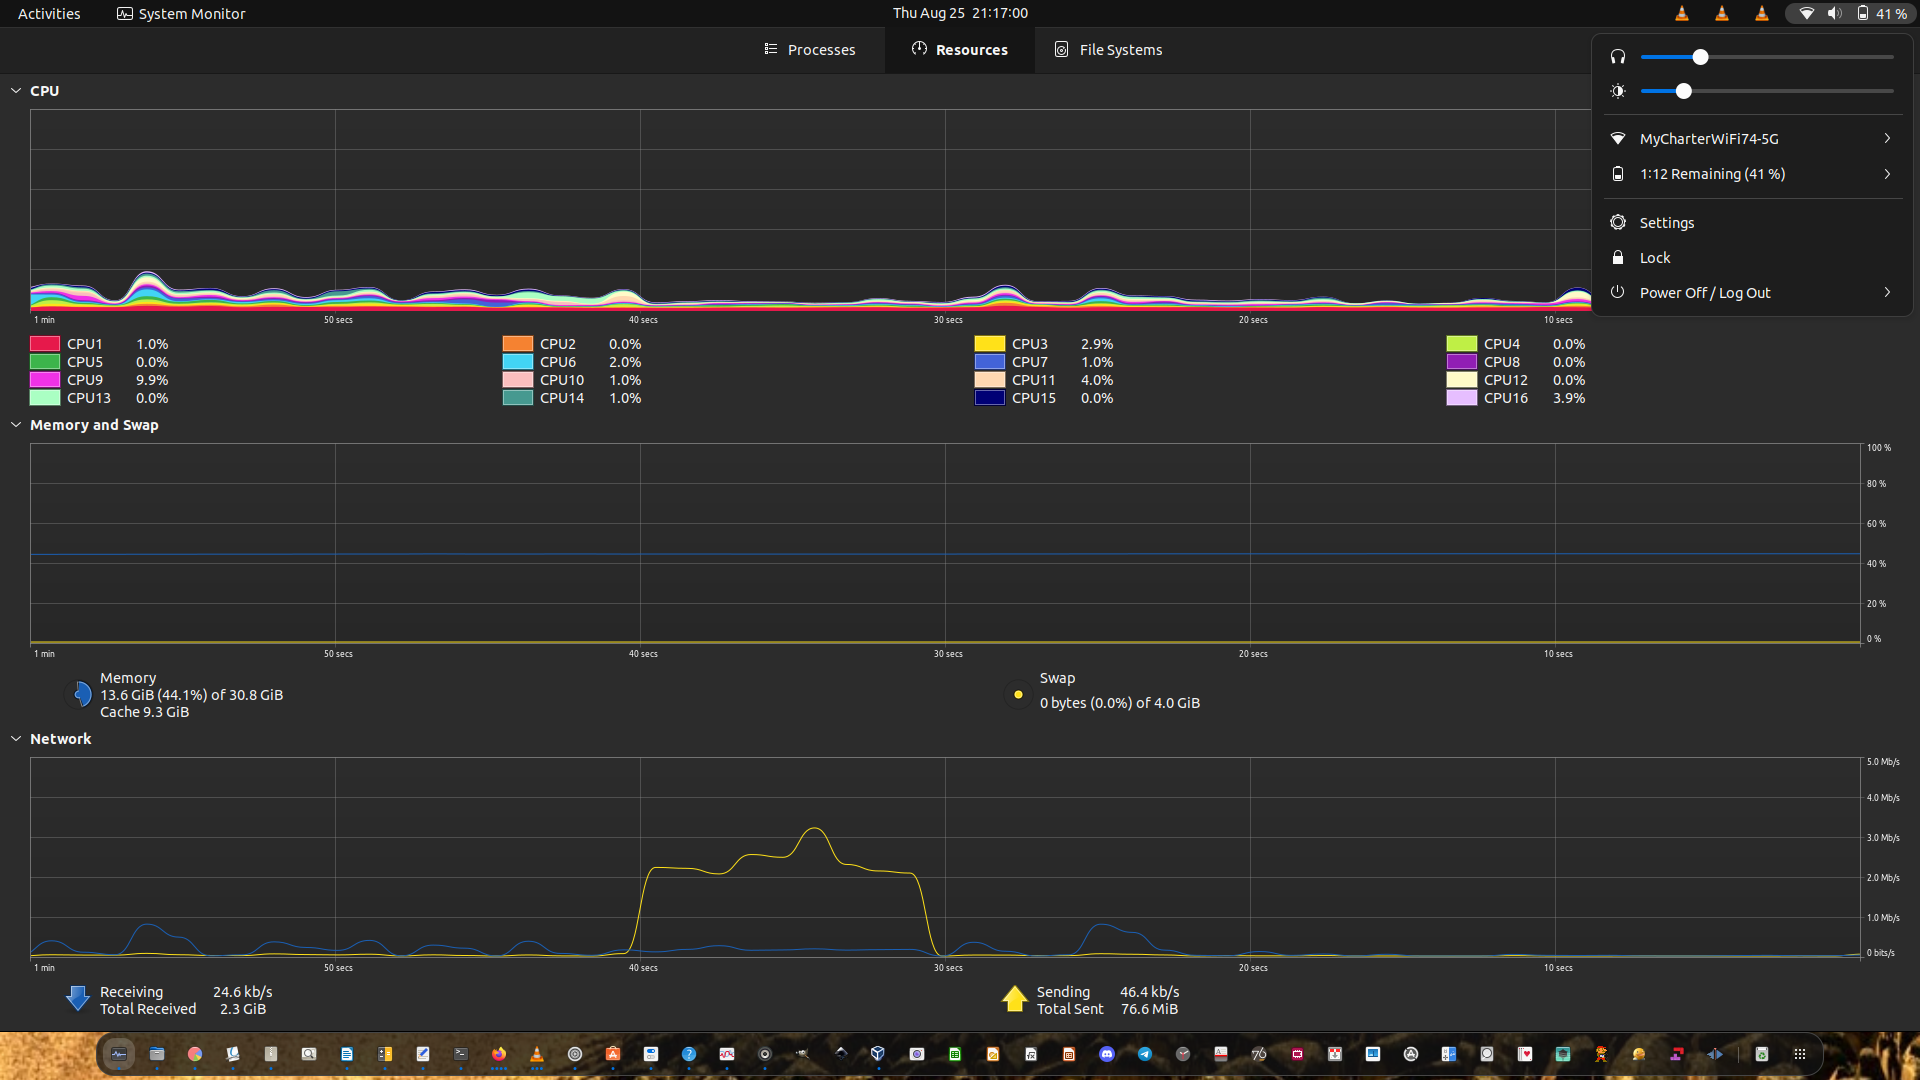 Activities
System Monitor
Thu Aug 25 21:17:00
41 %
Processes
Resources
File Systems
MyCharterWiFi74-5G
1:12 Remaining (41 %)
Settings
Lock
Power Off / Log Out
CPU
1 min
50 secs
40 secs
30 secs
20 secs
10 secs
CPU1 1.0%
CPU2 0.0%
CPU3 2.9%
CPU4 0.0%
CPU5 0.0%
CPU6 2.0%
CPU7 1.0%
CPU8 0.0%
CPU9 9.9%
CPU10 1.0%
CPU11 4.0%
CPU12 0.0%
CPU13 0.0%
CPU14 1.0%
CPU15 0.0%
CPU16 3.9%
Memory and Swap
100 %
80 %
60 %
40 %
20 %
0 %
1 min
50 secs
40 secs
30 secs
20 secs
10 secs
Memory
13.6 GiB (44.1%) of 30.8 GiB
Cache 9.3 GiB
Swap
0 bytes (0.0%) of 4.0 GiB
Network
5.0 Mb/s
4.0 Mb/s
3.0 Mb/s
2.0 Mb/s
1.0 Mb/s
0 bits/s
1 min
50 secs
40 secs
30 secs
20 secs
10 secs
Receiving 24.6 kb/s
Total Received 2.3 GiB
Sending 46.4 kb/s
Total Sent 76.6 MiB
76